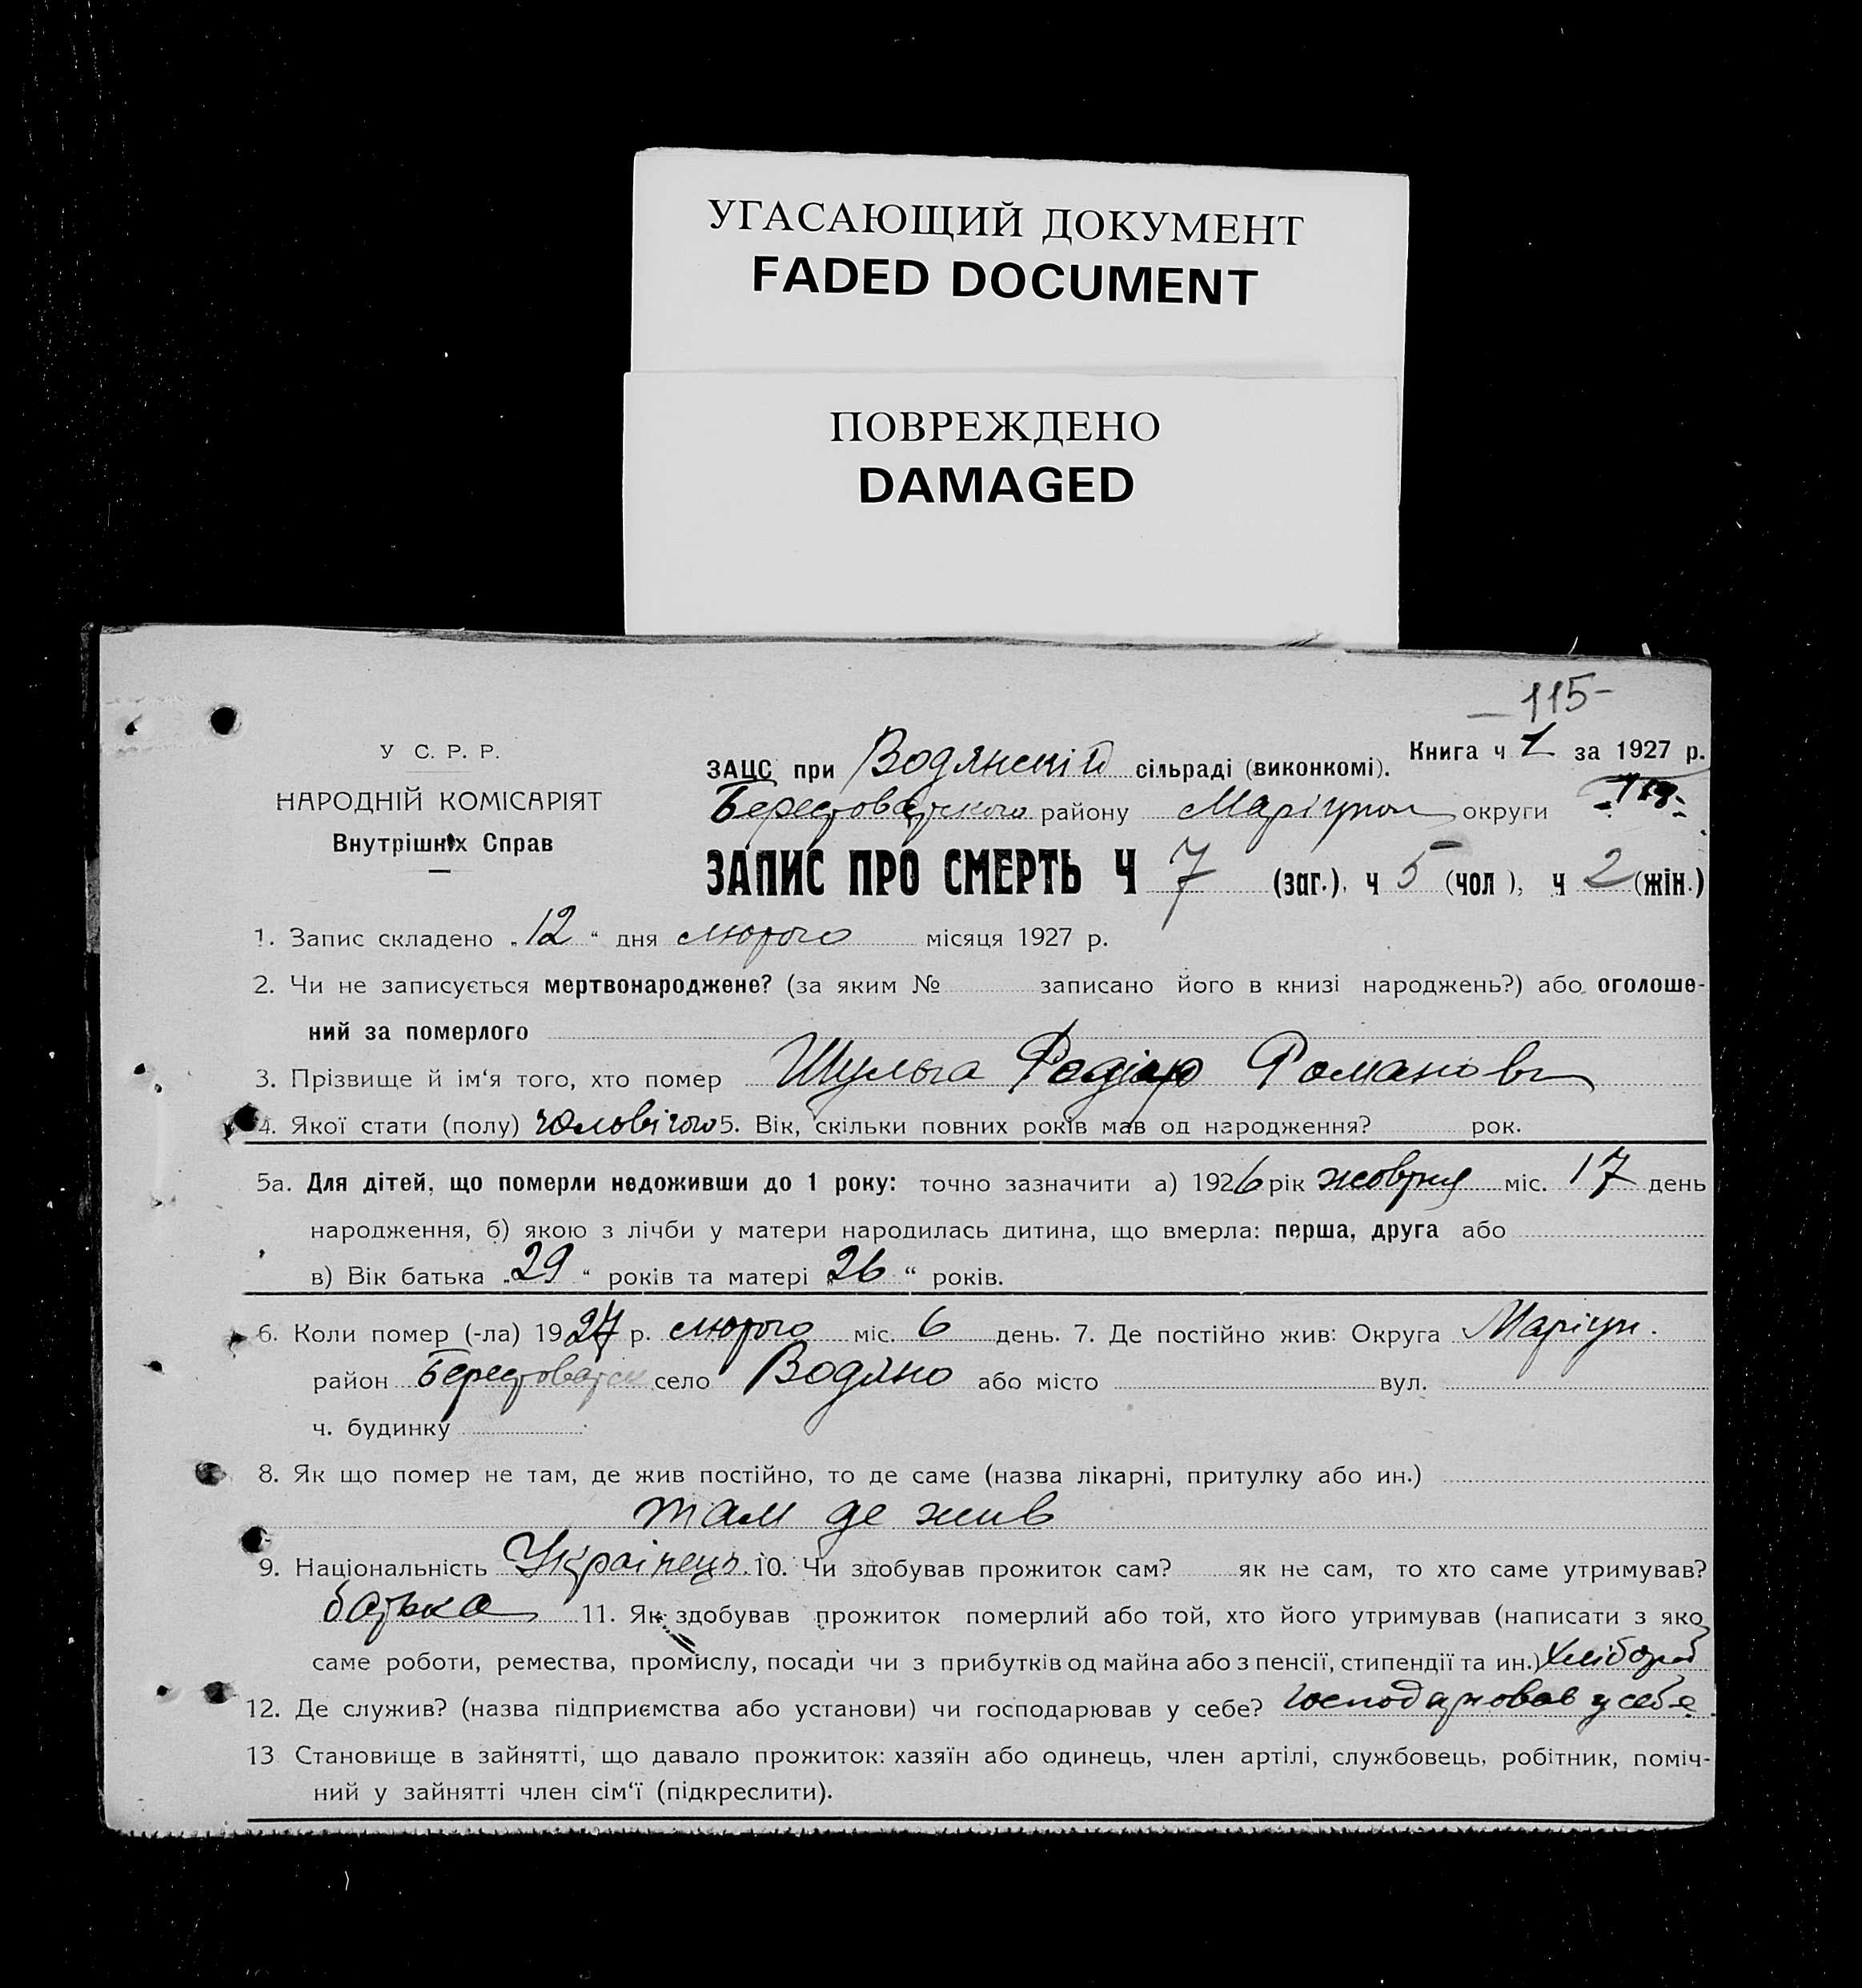 УГАСАЮЩИЙ ДОКУМЕНТ
FADED DOCUMENT
ПОВРЕЖДЕНО
DAMAGED
— 115 —
У С. Р. Р.
НАРОДНІЙ КОМІСАРІЯТ
Внутрішніх Справ
ЗАЦС при Водянскій сільраді (виконкомі). Книга ч 1 за 1927 р.
Берестоватского району Маріупол округи
ЗАПИС ПРО СМЕРТЬ Ч 7 (заг.), ч 5 (чол ), ч 2 (жін.)
1. Запис складено „12“ дня лютого місяця 1927 р.
2. Чи не записується мертвонароджене? (за яким № записано його в книзі народжень?) або оголоше-
ний за померлого
3. Прізвище й ім‘я того, хто помер Шульга Романов
4. Якої стати (полу) чоловічого 5. Вік, скільки повних років мав од народження? рок.
5а. Для дітей, що померли недоживши до 1 року: точно зазначити а) 1926 рік жовтня міс. 17 день
народження, б) якою з лічби у матери народилась дитина, що вмерла: перша, друга або
в) Вік батька „29“ років та матері „26“ років.
6. Коли помер (-ла) 1927 р. лютого міс. 6 день. 7. Де постійно жив: Округа Маріуп.
район Берестоватск село Водяно або місто вул.
ч. будинку
8. Як що помер не там, де жив постійно, то де саме (назва лікарні, притулку або ин.)
там де жив
9. Національність Українець. 10. Чи здобував прожиток сам? як не сам, то хто саме утримував?
батько 11. Як здобував прожиток померлий або той, хто його утримував (написати з яко
саме роботи, ремества, промислу, посади чи з прибутків од майна або з пенсії, стипендії та ин.) Хлібороб
12. Де служив? (назва підприємства або установи) чи господарював у себе? Господарював у себе.
13. Становище в зайнятті, що давало прожиток: хазяїн або одинець, член артілі, службовець, робітник, поміч-
ний у зайнятті член сім‘ї (підкреслити).